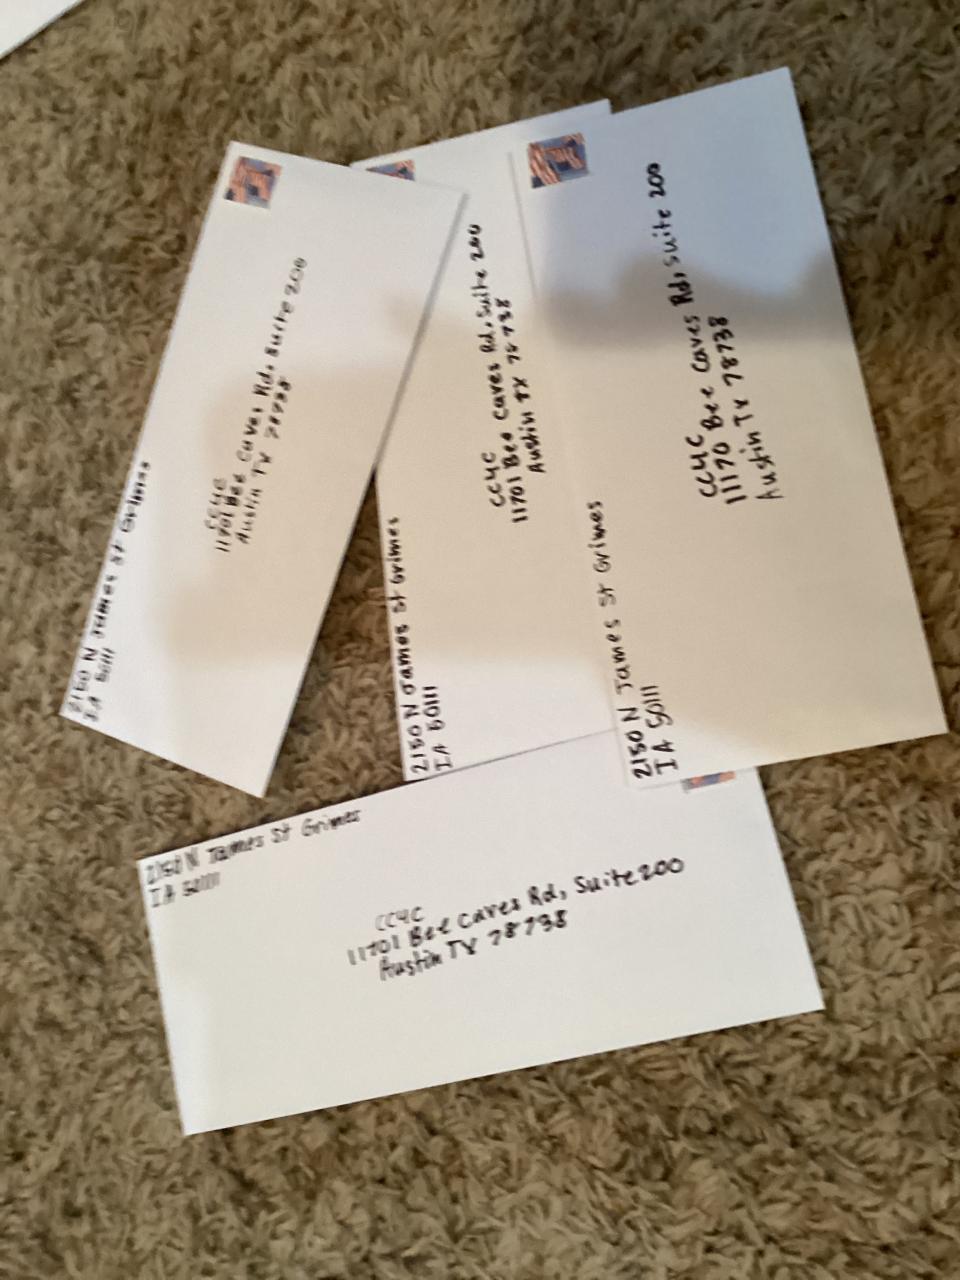 2150 N James St Grimes
IA 50111
CC4C
11701 Bee Caves Rd, Suite 200
Austin TX 78738
2150 N James St Grimes
IA 50111
CC4C
11701 Bee Caves Rd, Suite 200
Austin TX 78738
2150 N James St Grimes
IA 50111
CC4C
11170 Bee Caves Rd, Suite 200
Austin TX 78738
2150 N James St Grimes
IA 50111
CC4C
11701 Bee Caves Rd, Suite 200
Austin TX 78738